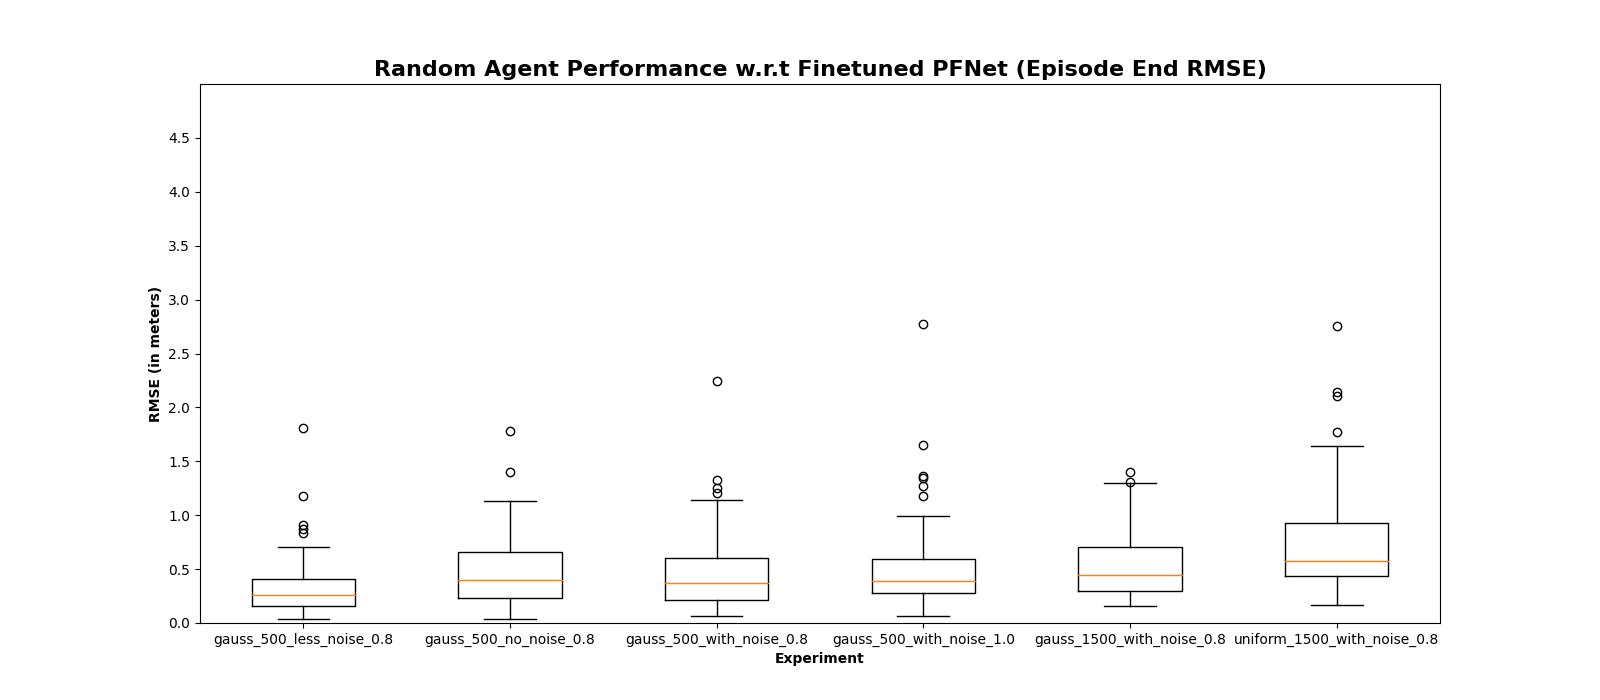 Random Agent Performance w.r.t Finetuned PFNet (Episode End RMSE)
RMSE (in meters)
4.5
4.0
3.5
3.0
2.5
2.0
1.5
1.0
0.5
0.0
gauss_500_less_noise_0.8 gauss_500_no_noise_0.8 gauss_500_with_noise_0.8 gauss_500_with_noise_1.0 gauss_1500_with_noise_0.8 uniform_1500_with_noise_0.8
Experiment